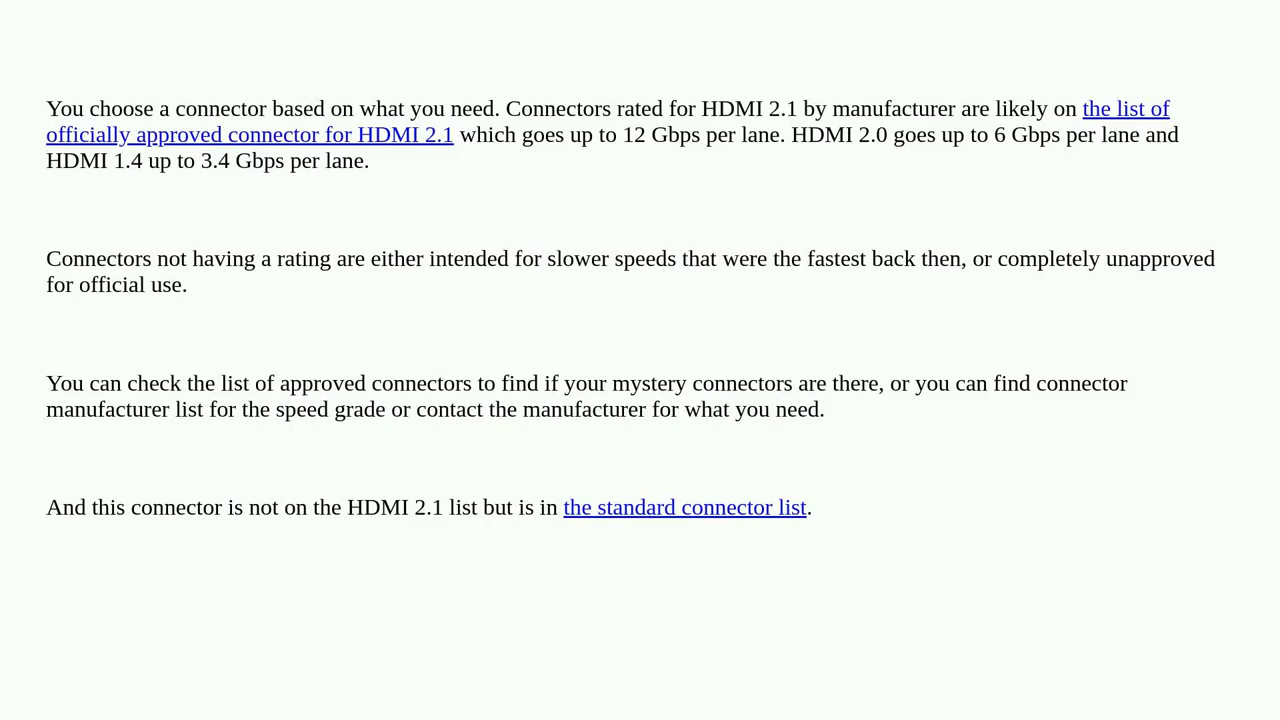 You choose a connector based on what you need. Connectors rated for HDMI 2.1 by manufacturer are likely on the list of
officially approved connector for HDMI 2.1 which goes up to 12 Gbps per lane. HDMI 2.0 goes up to 6 Gbps per lane and
HDMI 1.4 up to 3.4 Gbps per lane.
Connectors not having a rating are either intended for slower speeds that were the fastest back then, or completely unapproved
for official use.
You can check the list of approved connectors to find if your mystery connectors are there, or you can find connector
manufacturer list for the speed grade or contact the manufacturer for what you need.
And this connector is not on the HDMI 2.1 list but is in the standard connector list.